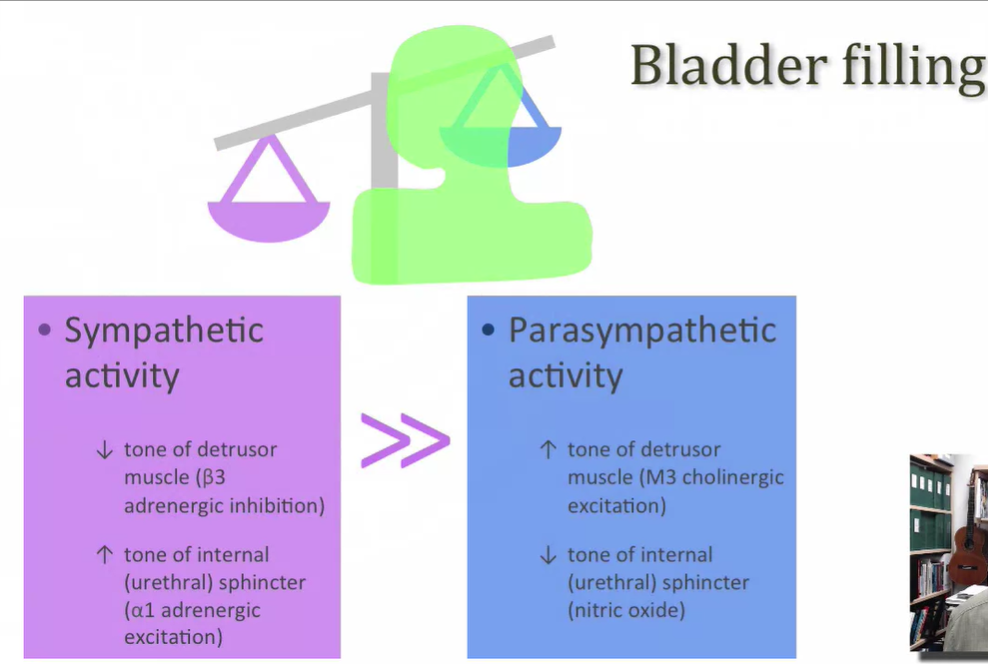 Bladder filling
• Sympathetic
activity
↓ tone of detrusor
muscle (β3
adrenergic inhibition)
↑ tone of internal
(urethral) sphincter
(α1 adrenergic
excitation)
>>
• Parasympathetic
activity
↑ tone of detrusor
muscle (M3 cholinergic
excitation)
↓ tone of internal
(urethral) sphincter
(nitric oxide)